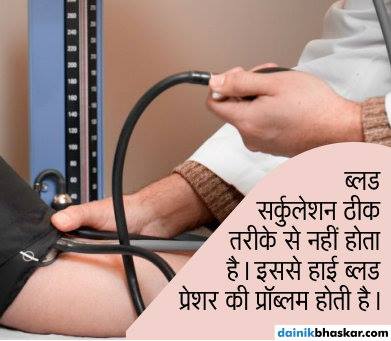 ब्लड
सर्कुलेशन ठीक
तरीके से नहीं होता
है। इससे हाई ब्लड
प्रेशर की प्रॉब्लम होती है।
dainikbhaskar.com